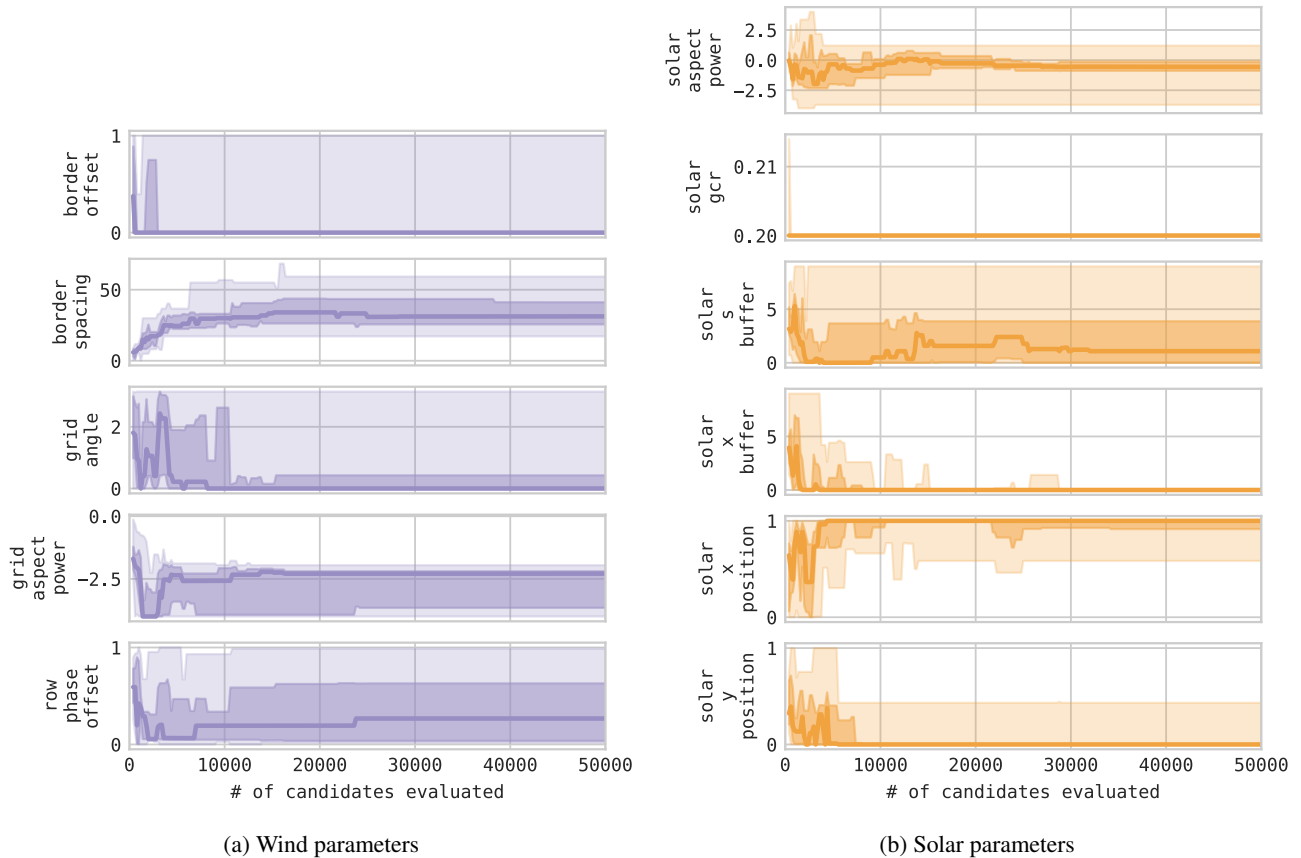 border
offset
1
0
border
spacing
50
0
grid
angle
2
0
grid
aspect
power
0.0
−2.5
row
phase
offset
1
0
0 10000 20000 30000 40000 50000
# of candidates evaluated
(a) Wind parameters
solar
aspect
power
2.5
0.0
−2.5
solar
gcr
0.21
0.20
solar
s
buffer
5
0
solar
x
buffer
5
0
solar
x
position
1
0
solar
y
position
1
0
0 10000 20000 30000 40000 50000
# of candidates evaluated
(b) Solar parameters